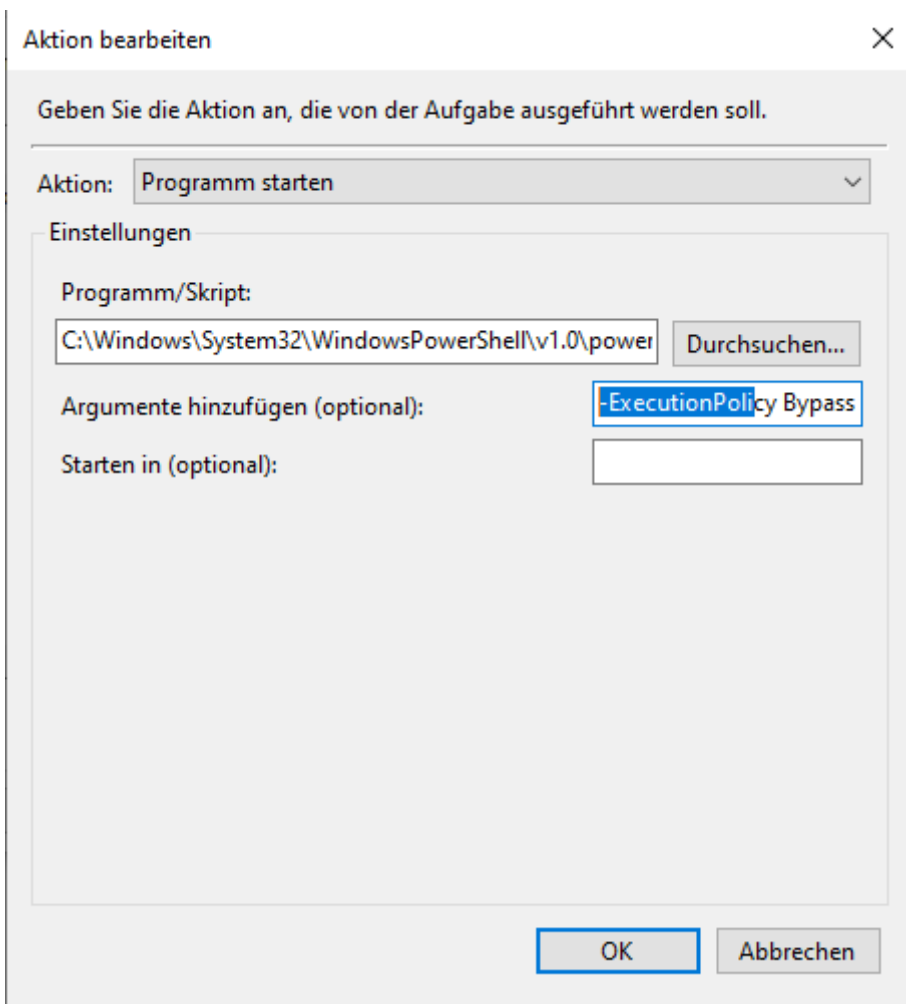 Aktion bearbeiten
Geben Sie die Aktion an, die von der Aufgabe ausgeführt werden soll.
Aktion: Programm starten
Einstellungen
Programm/Skript:
C:\Windows\System32\WindowsPowerShell\v1.0\power Durchsuchen...
Argumente hinzufügen (optional): -ExecutionPolicy Bypass
Starten in (optional):
OK Abbrechen